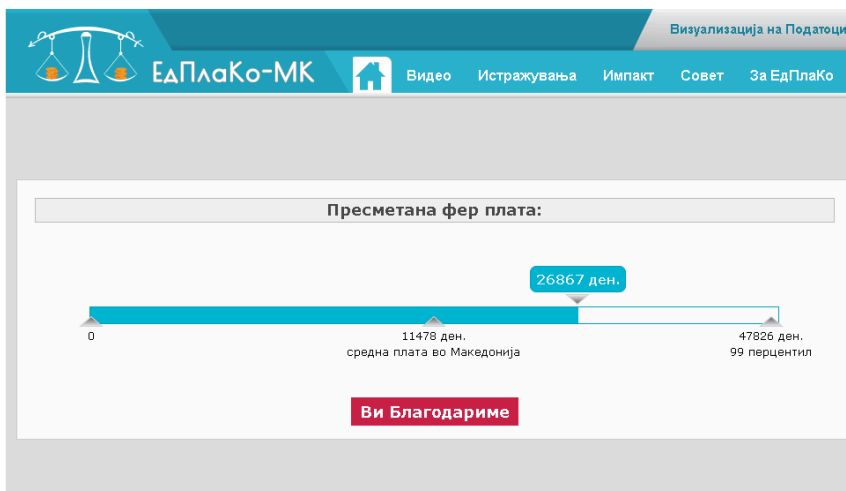 Визуализација на Податоци
ЕдПлаКо-МК
Видео Истражувања Импакт Совет За ЕдПлаКо
Пресметана фер плата:
26867 ден.
0
11478 ден.
средна плата во Македонија
47826 ден.
99 перцентил
Ви Благодариме